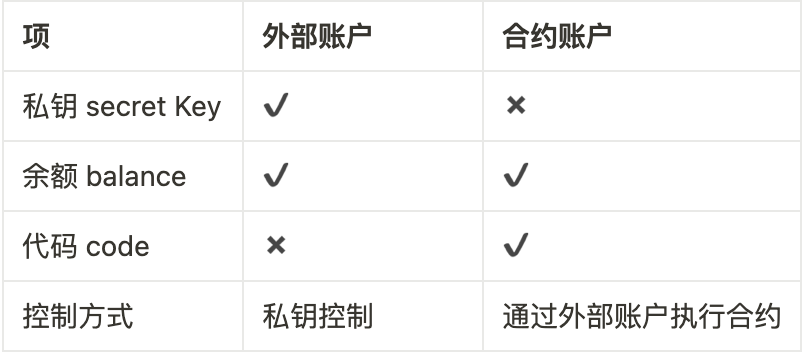 项 外部账户 合约账户
私钥 secret Key ✓ ×
余额 balance ✓ ✓
代码 code × ✓
控制方式 私钥控制 通过外部账户执行合约